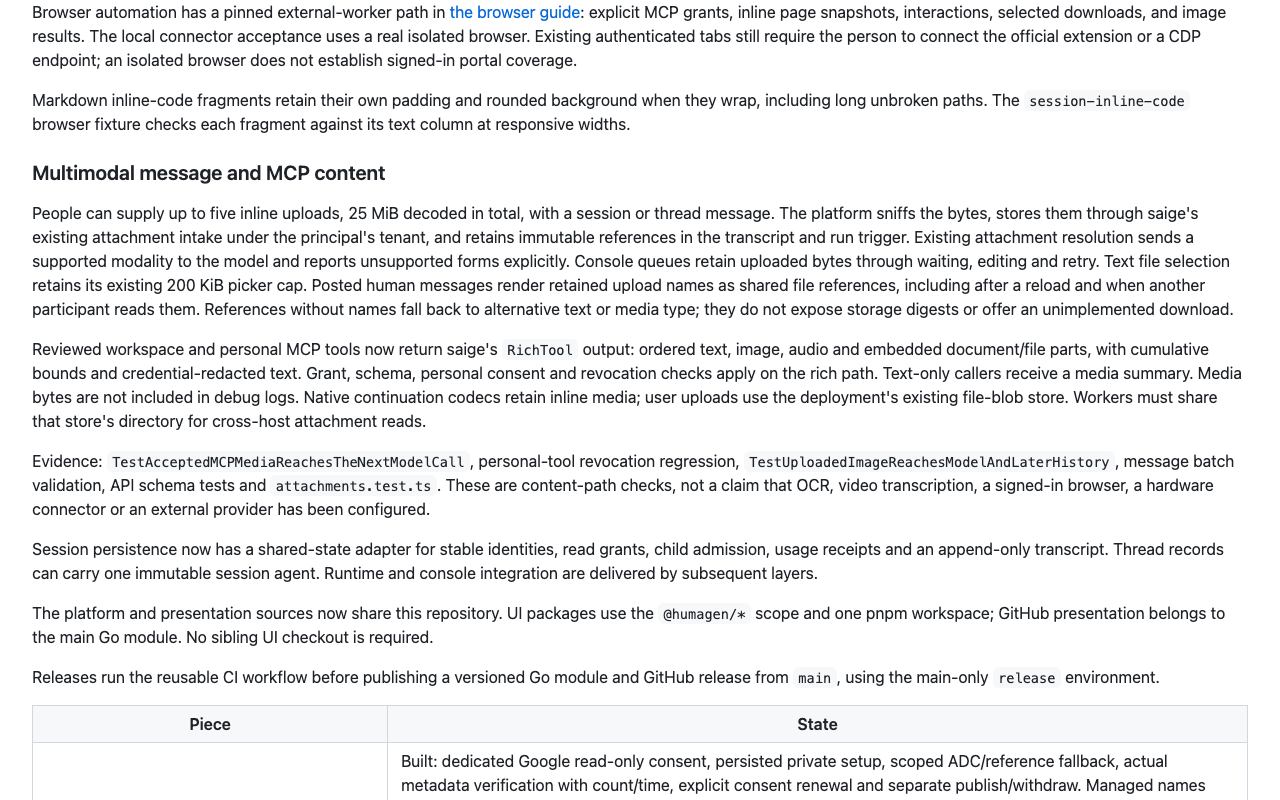 Browser automation has a pinned external-worker path in the browser guide: explicit MCP grants, inline page snapshots, interactions, selected downloads, and image
results. The local connector acceptance uses a real isolated browser. Existing authenticated tabs still require the person to connect the official extension or a CDP
endpoint; an isolated browser does not establish signed-in portal coverage.
Markdown inline-code fragments retain their own padding and rounded background when they wrap, including long unbroken paths. The session-inline-code
browser fixture checks each fragment against its text column at responsive widths.
Multimodal message and MCP content
People can supply up to five inline uploads, 25 MiB decoded in total, with a session or thread message. The platform sniffs the bytes, stores them through saige's
existing attachment intake under the principal's tenant, and retains immutable references in the transcript and run trigger. Existing attachment resolution sends a
supported modality to the model and reports unsupported forms explicitly. Console queues retain uploaded bytes through waiting, editing and retry. Text file selection
retains its existing 200 KiB picker cap. Posted human messages render retained upload names as shared file references, including after a reload and when another
participant reads them. References without names fall back to alternative text or media type; they do not expose storage digests or offer an unimplemented download.
Reviewed workspace and personal MCP tools now return saige's RichTool output: ordered text, image, audio and embedded document/file parts, with cumulative
bounds and credential-redacted text. Grant, schema, personal consent and revocation checks apply on the rich path. Text-only callers receive a media summary. Media
bytes are not included in debug logs. Native continuation codecs retain inline media; user uploads use the deployment's existing file-blob store. Workers must share
that store's directory for cross-host attachment reads.
Evidence: TestAcceptedMCPMediaReachesTheNextModelCall, personal-tool revocation regression, TestUploadedImageReachesModelAndLaterHistory, message batch
validation, API schema tests and attachments.test.ts. These are content-path checks, not a claim that OCR, video transcription, a signed-in browser, a hardware
connector or an external provider has been configured.
Session persistence now has a shared-state adapter for stable identities, read grants, child admission, usage receipts and an append-only transcript. Thread records
can carry one immutable session agent. Runtime and console integration are delivered by subsequent layers.
The platform and presentation sources now share this repository. UI packages use the @humagen/* scope and one pnpm workspace; GitHub presentation belongs to
the main Go module. No sibling UI checkout is required.
Releases run the reusable CI workflow before publishing a versioned Go module and GitHub release from main, using the main-only release environment.
Piece State
Built: dedicated Google read-only consent, persisted private setup, scoped ADC/reference fallback, actual
metadata verification with count/time, explicit consent renewal and separate publish/withdraw. Managed names